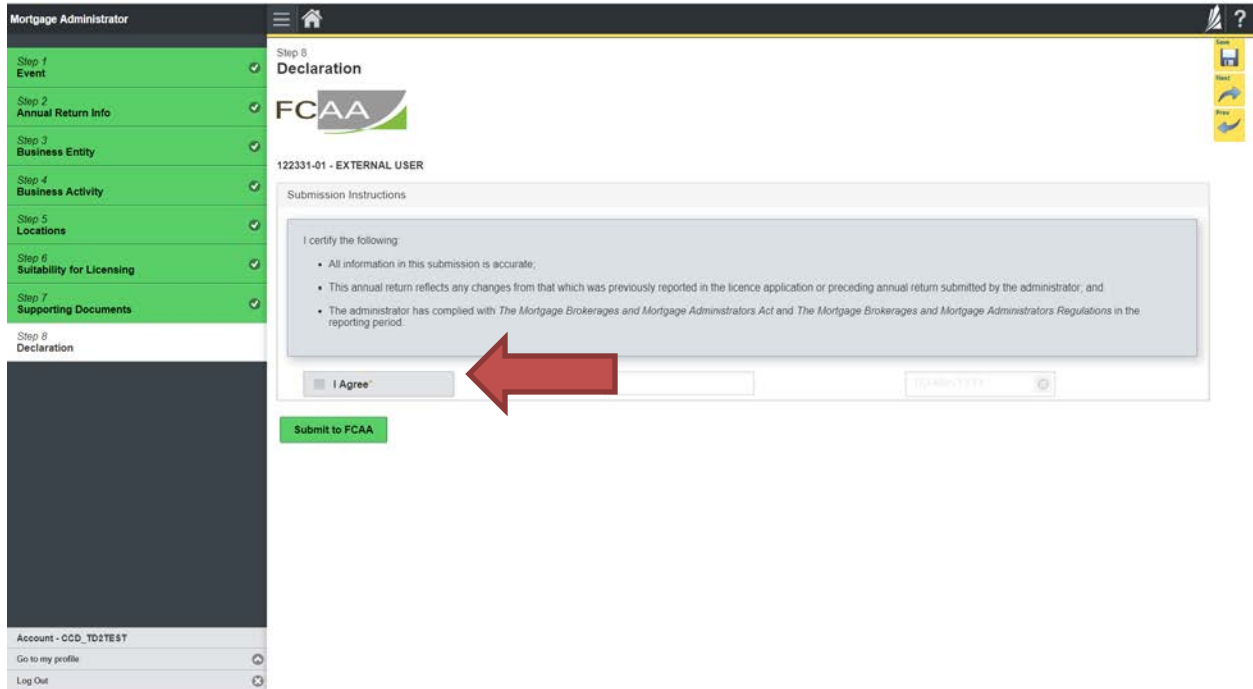 Mortgage Administrator
?
Step 1
Event
Step 2
Annual Return Info
Step 3
Business Entity
Step 4
Business Activity
Step 5
Locations
Step 6
Suitability for Licensing
Step 7
Supporting Documents
Step 8
Declaration
Account - CCD_TD2TEST
Go to my profile
Log Out
Step 8
Declaration
FCAA
122331-01 - EXTERNAL USER
Submission Instructions
I certify the following:
• All information in this submission is accurate;
• This annual return reflects any changes from that which was previously reported in the licence application or preceding annual return submitted by the administrator; and
• The administrator has complied with The Mortgage Brokerages and Mortgage Administrators Act and The Mortgage Brokerages and Mortgage Administrators Regulations in the
reporting period.
I Agree*
Submit to FCAA
Save
Next
Prev